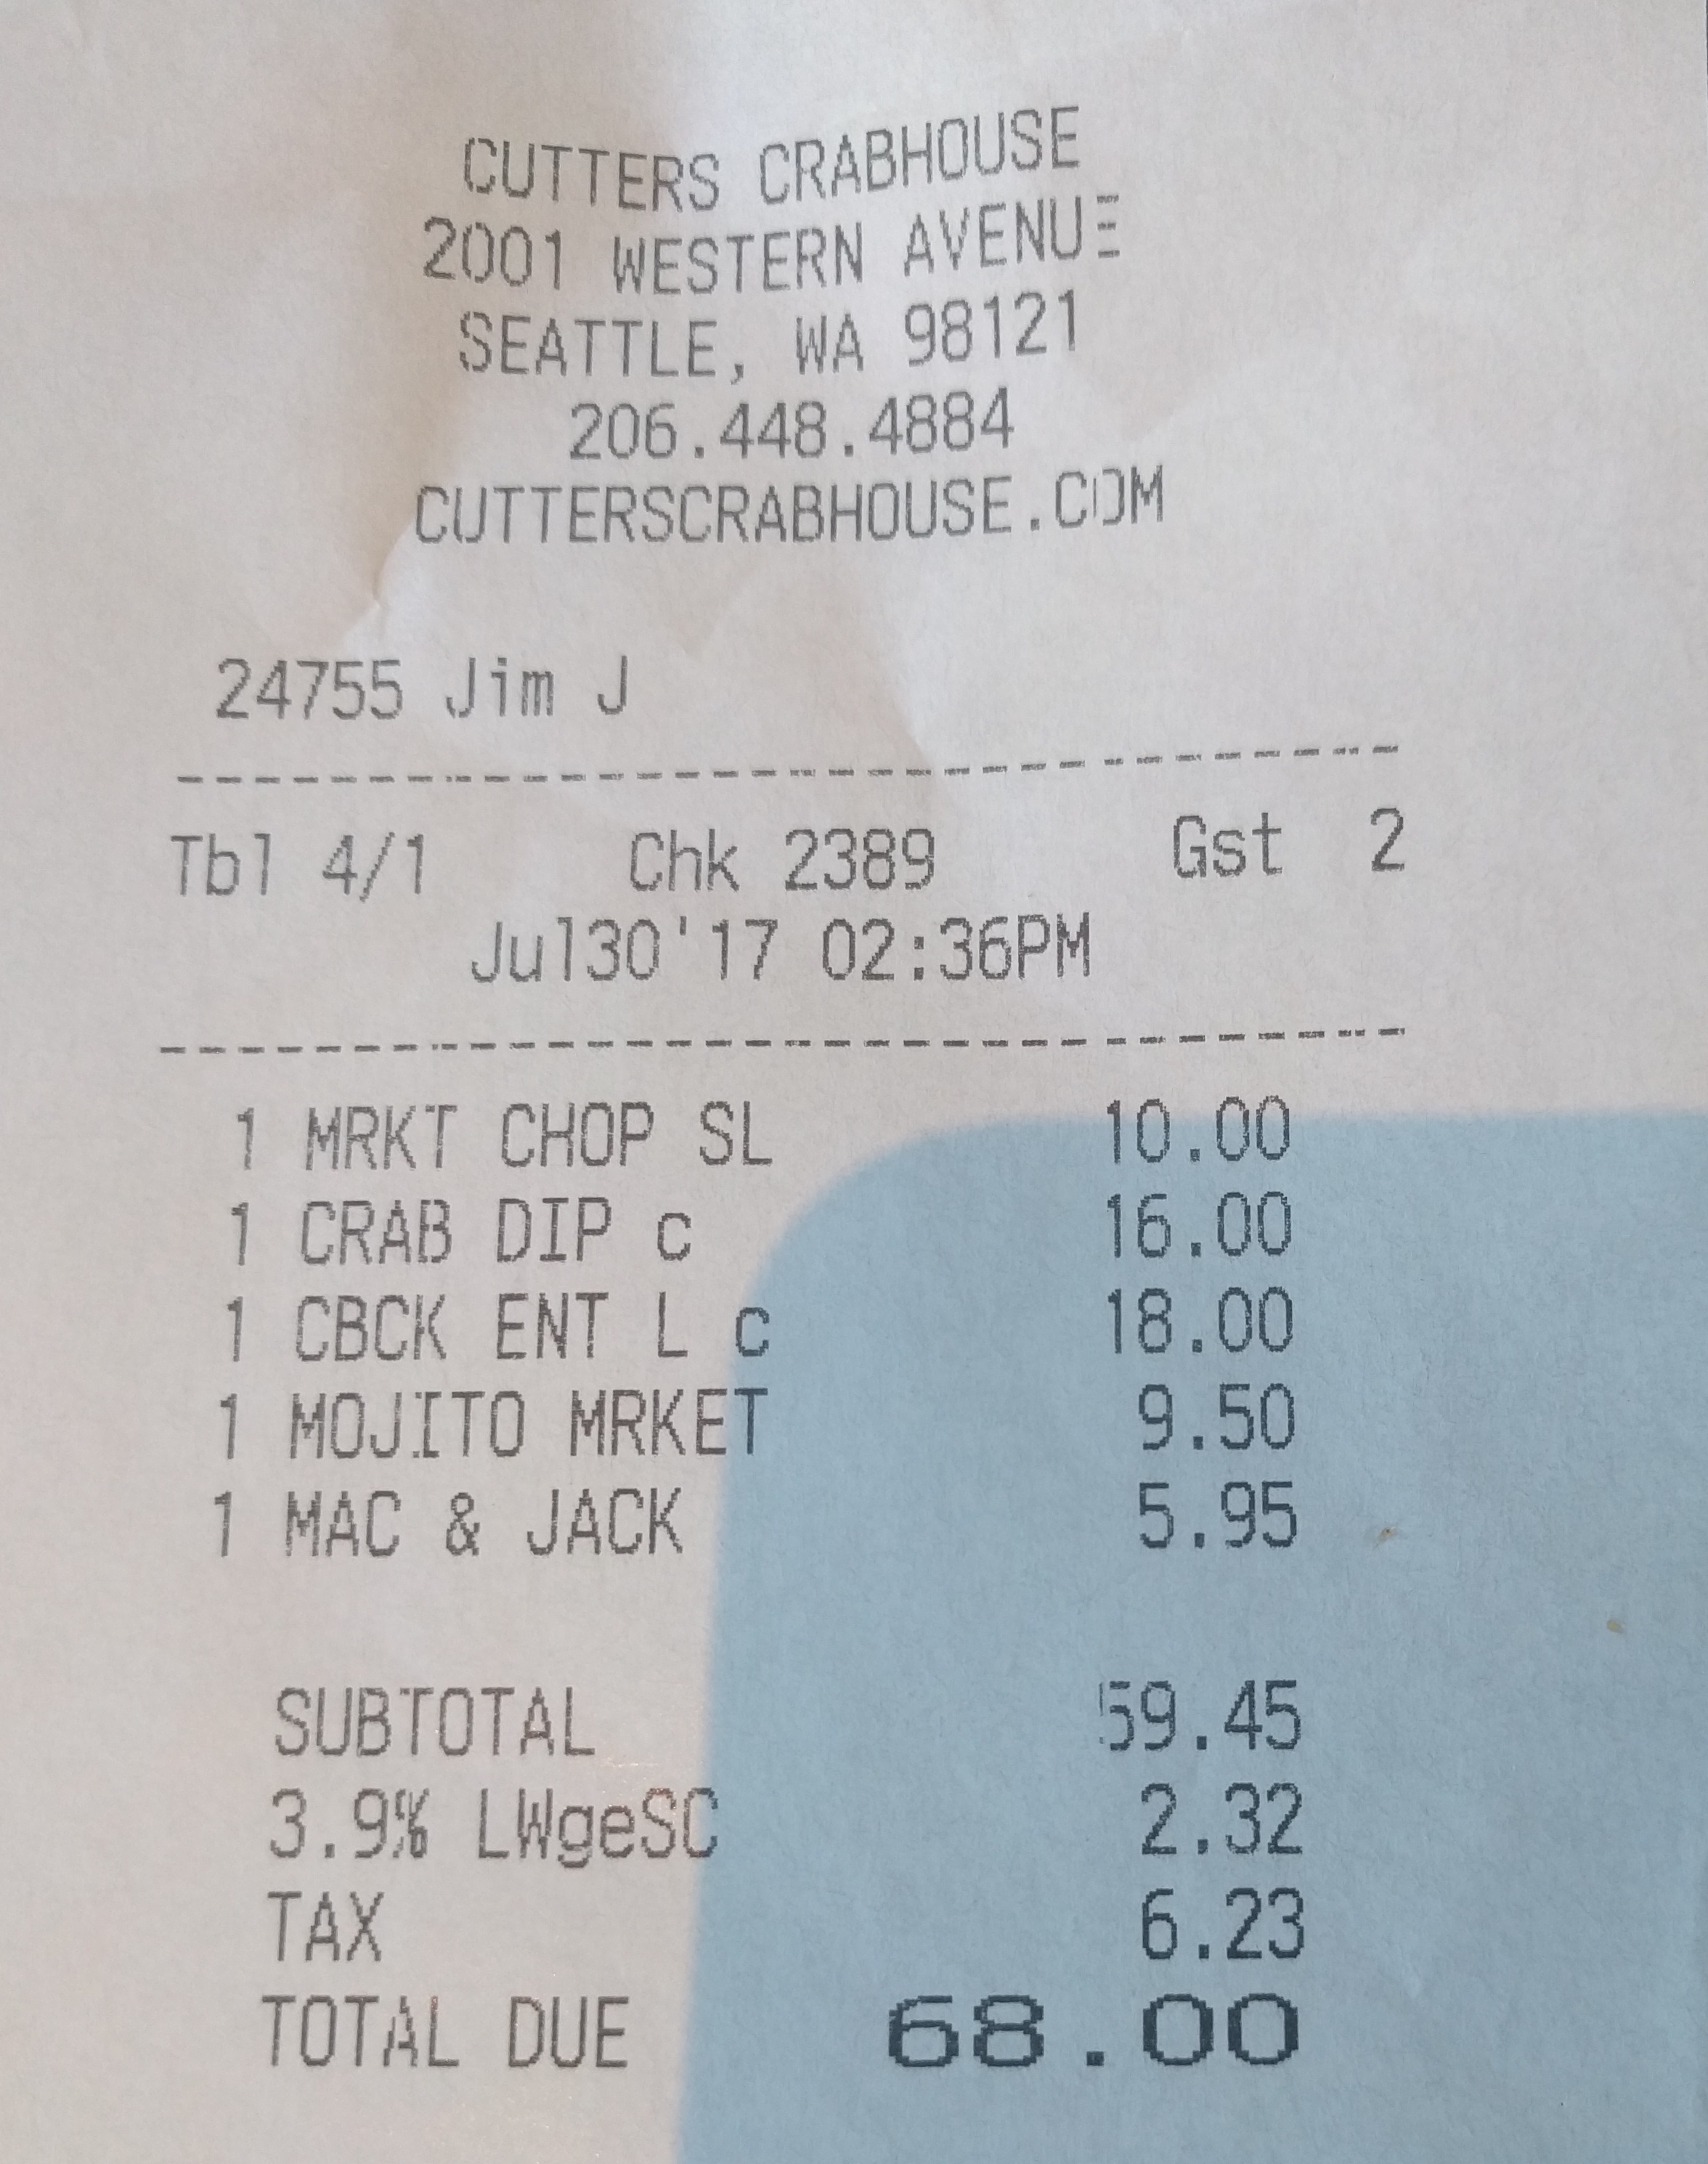 CUTTERS CRABHOUSE
2001 WESTERN AVENUE
SEATTLE, WA 98121
206.448.4884
CUTTERSCRABHOUSE.COM
24755 Jim J
--------------------------------
Tbl 4/1 Chk 2389 Gst 2
Jul30'17 02:36PM
--------------------------------
1 MRKT CHOP SL 10.00
1 CRAB DIP c 16.00
1 CBCK ENT L c 18.00
1 MOJITO MRKET 9.50
1 MAC & JACK 5.95
SUBTOTAL 59.45
3.9% LWgeSC 2.32
TAX 6.23
TOTAL DUE 68.00